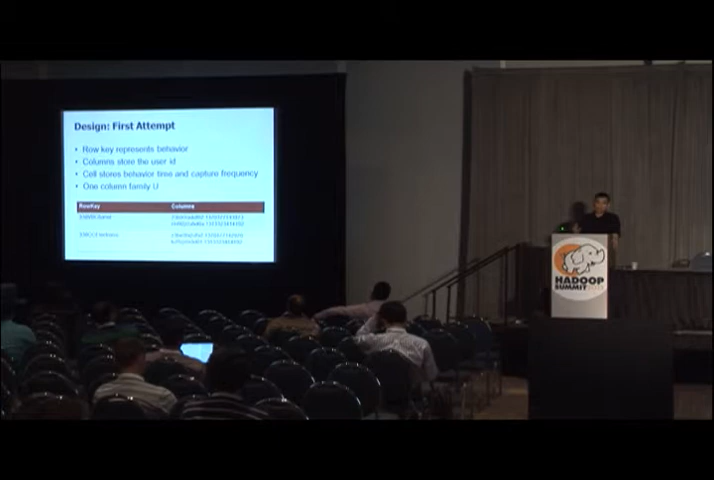 Design: First Attempt
• Row key represents behavior
• Columns store the user id
• Cell stores behavior time and capture frequency
• One column family U
RowKey Columns
HADOOP
SUMMIT